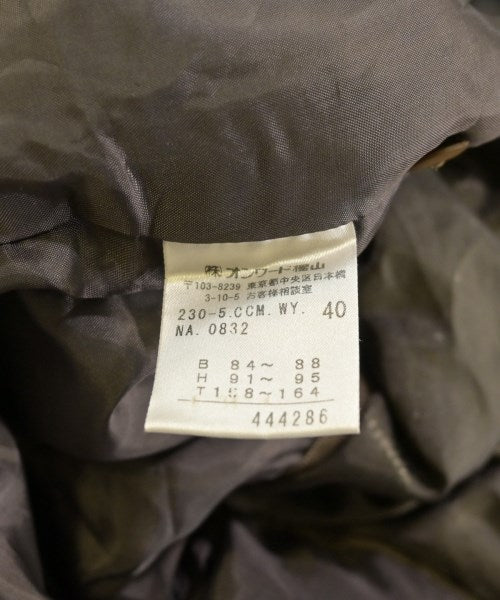 ㈱オンワード樫山
〒103-8239 東京都中央区日本橋
3-10-5 お客様相談室
230-5.CCM.WY. 40
NA. 0832
B 84~ 88
H 91~ 95
T 158~164
444286